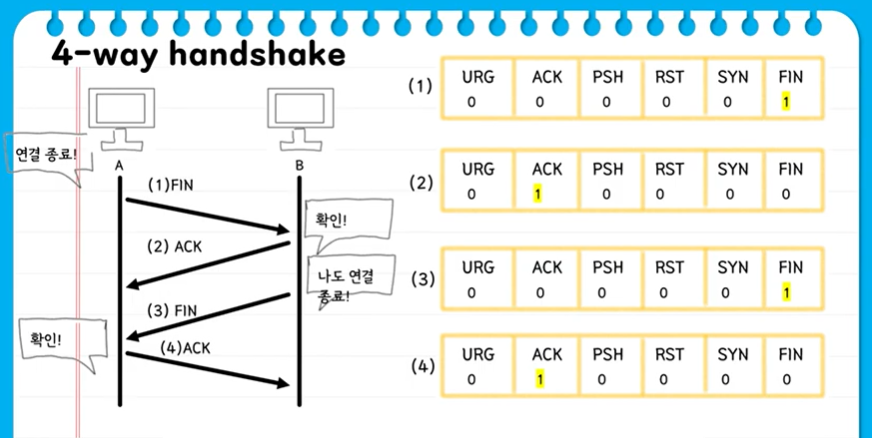 4-way handshake
연결 종료!
A
B
(1)FIN
확인!
(2) ACK
나도 연결
종료!
(3) FIN
확인!
(4)ACK
(1)
URG ACK PSH RST SYN FIN
0 0 0 0 0 1
(2)
URG ACK PSH RST SYN FIN
0 1 0 0 0 0
(3)
URG ACK PSH RST SYN FIN
0 0 0 0 0 1
(4)
URG ACK PSH RST SYN FIN
0 1 0 0 0 0